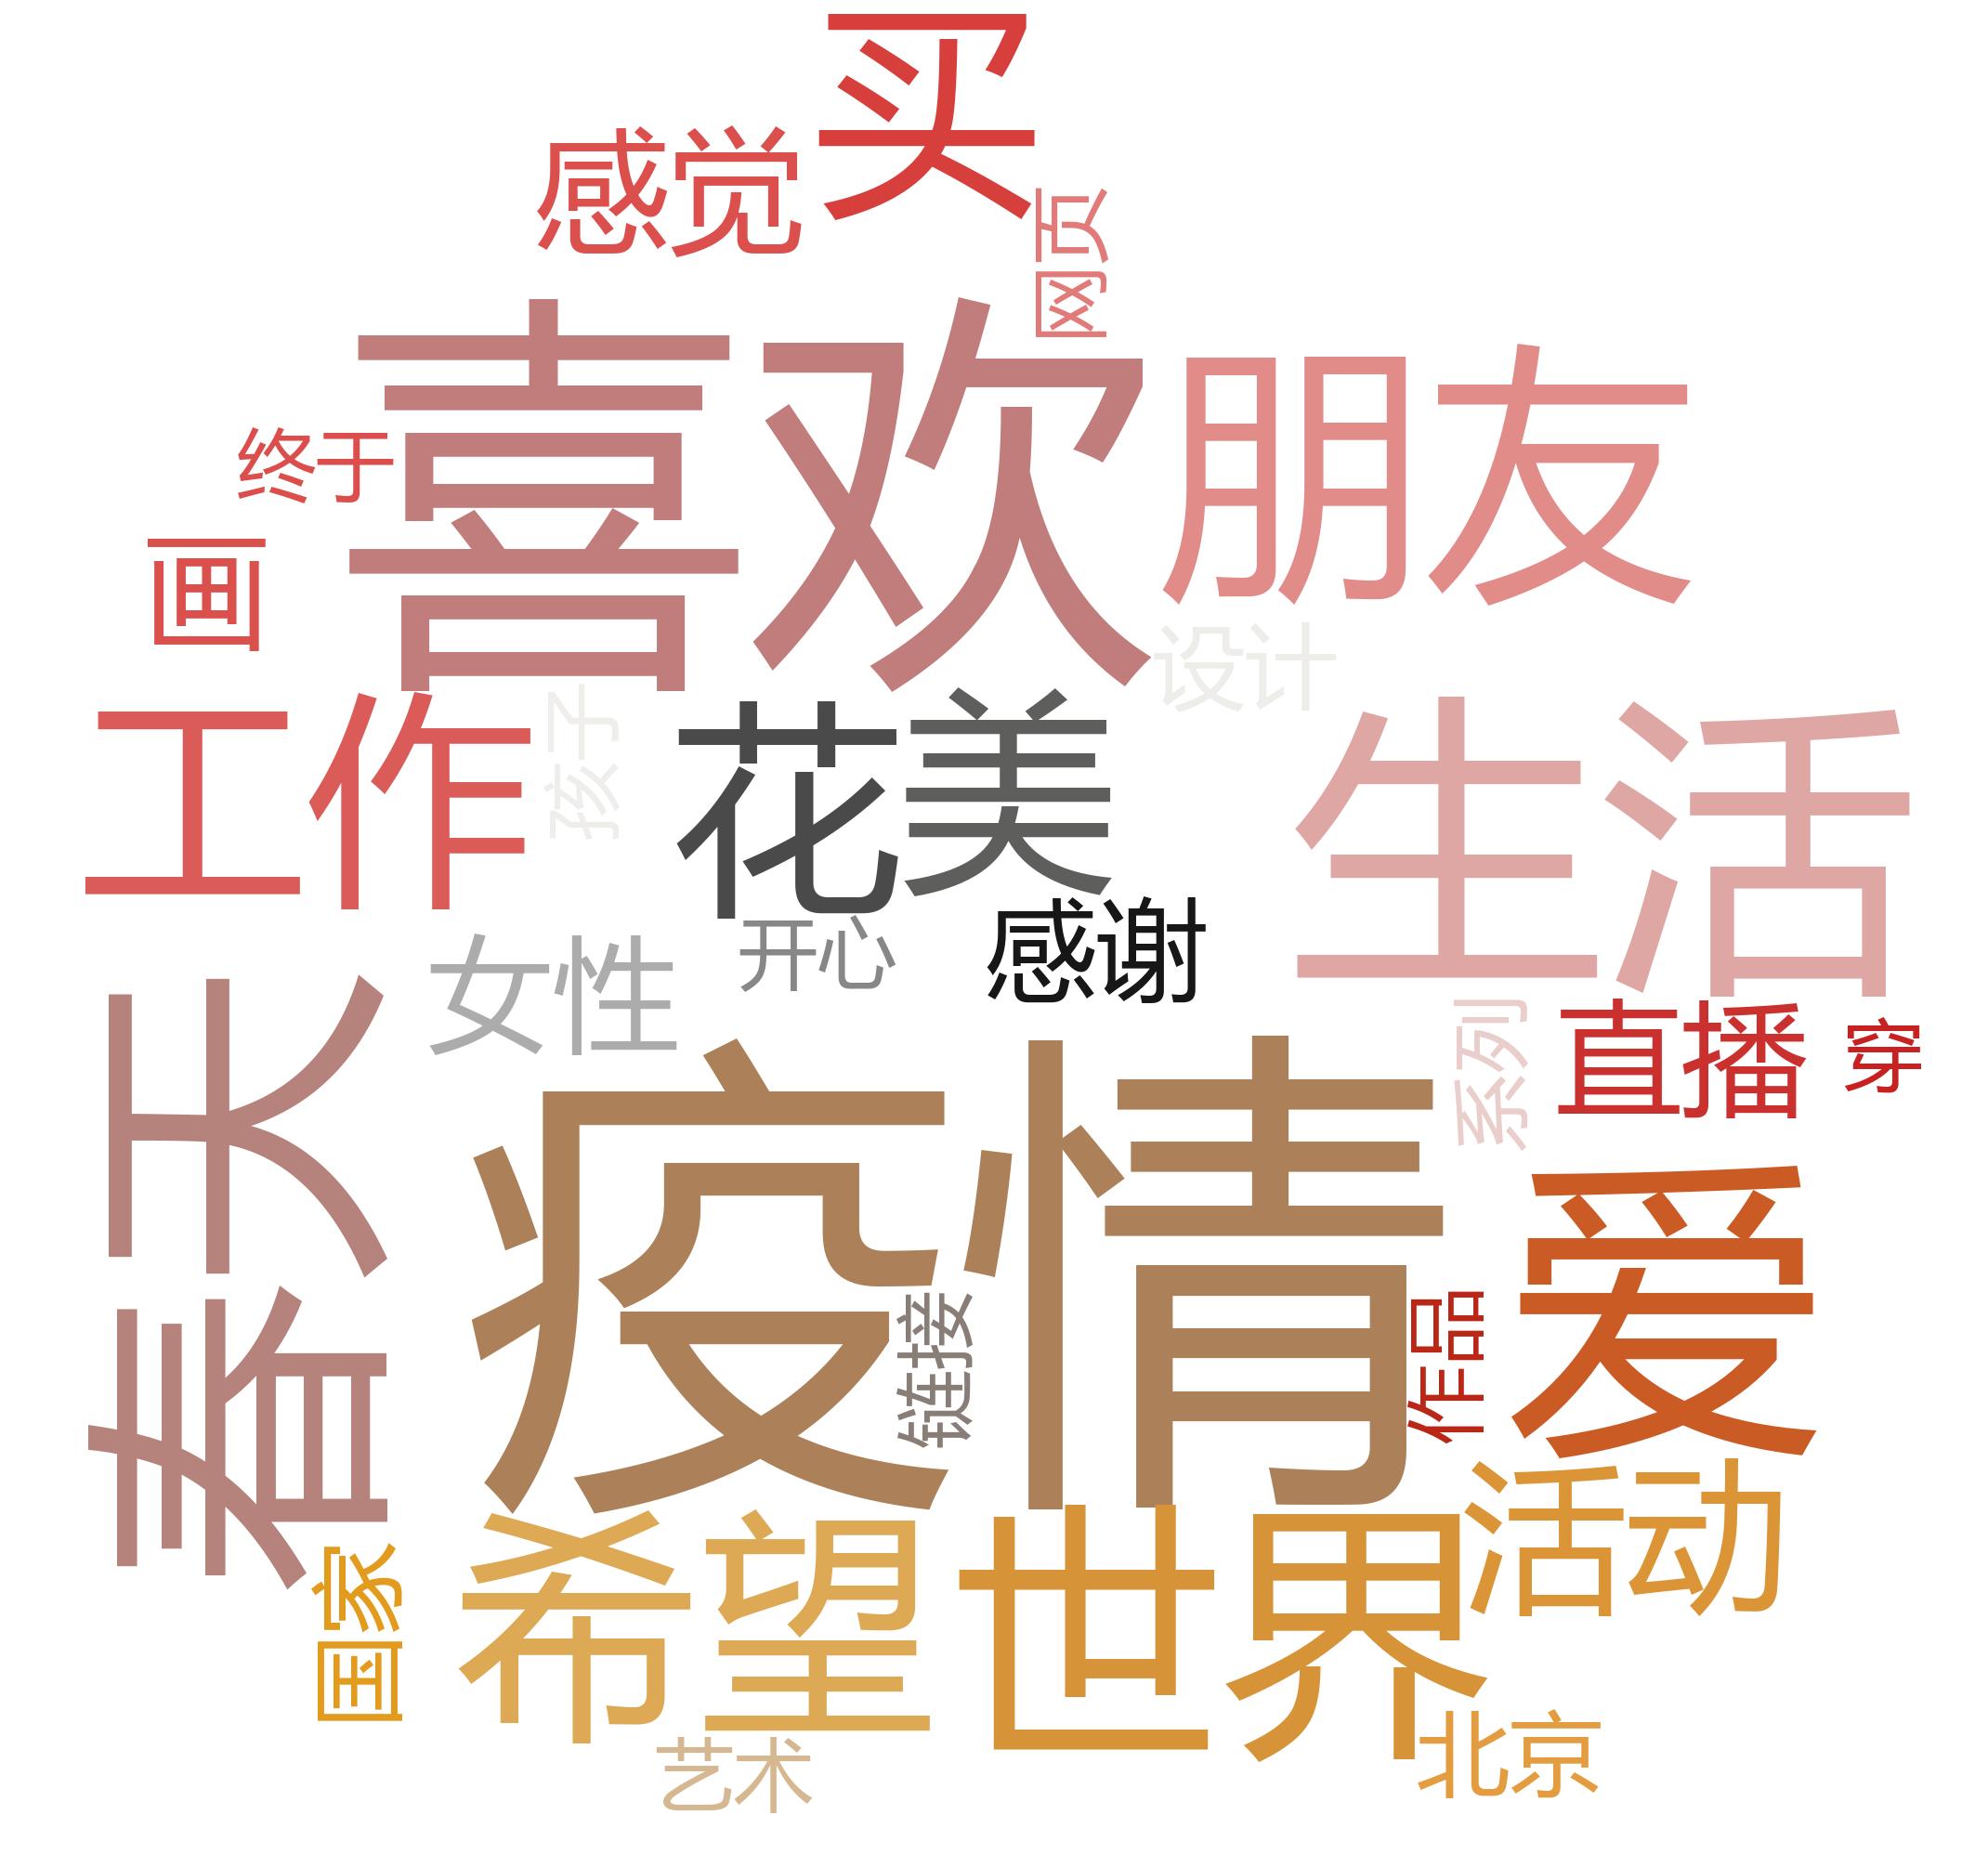 买
感觉
网页
喜欢
朋友
终于
画
设计
工作
孩子
花
美
生活
开心
感谢
女性
春天
系列
直播
穿
疫情
爱
链接
作品
活动
希望
世界
国家
北京
艺术